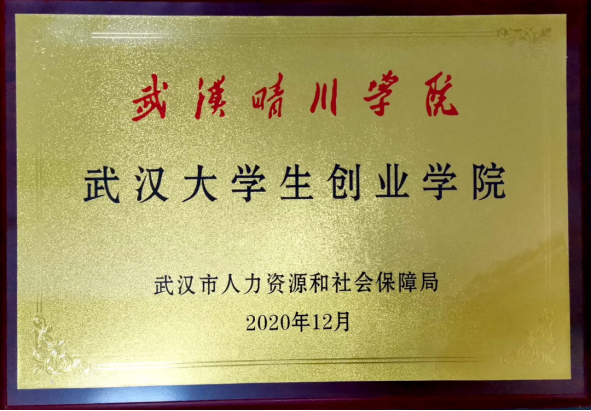 武漢晴川学院
武汉大学生创业学院
武汉市人力资源和社会保障局
2020年12月